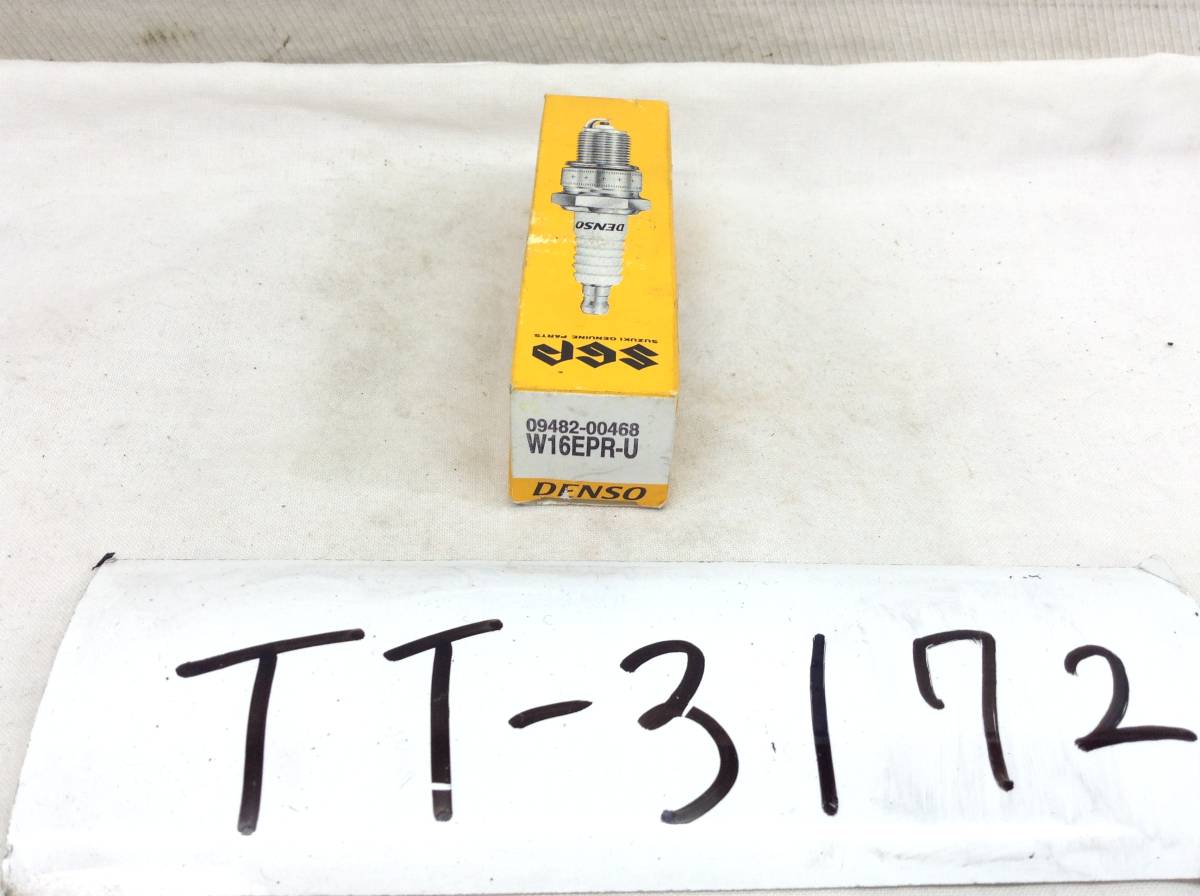 DENSO
SUZUKI GENUINE PARTS
SGP
09482-00468
W16EPR-U
DENSO
TT-3172